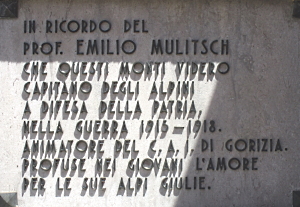 IN RICORDO DEL
PROF. EMILIO MULITSCH
CHE QUESTI MONTI VIDERO
CAPITANO DEGLI ALPINI
A DIFESA DELLA PATRIA,
NELLA GUERRA 1915-1918.
ANIMATORE DEL C. A. I. DI GORIZIA.
PROFUSE NEI GIOVANI L'AMORE
PER LE SUE ALPI GIULIE.